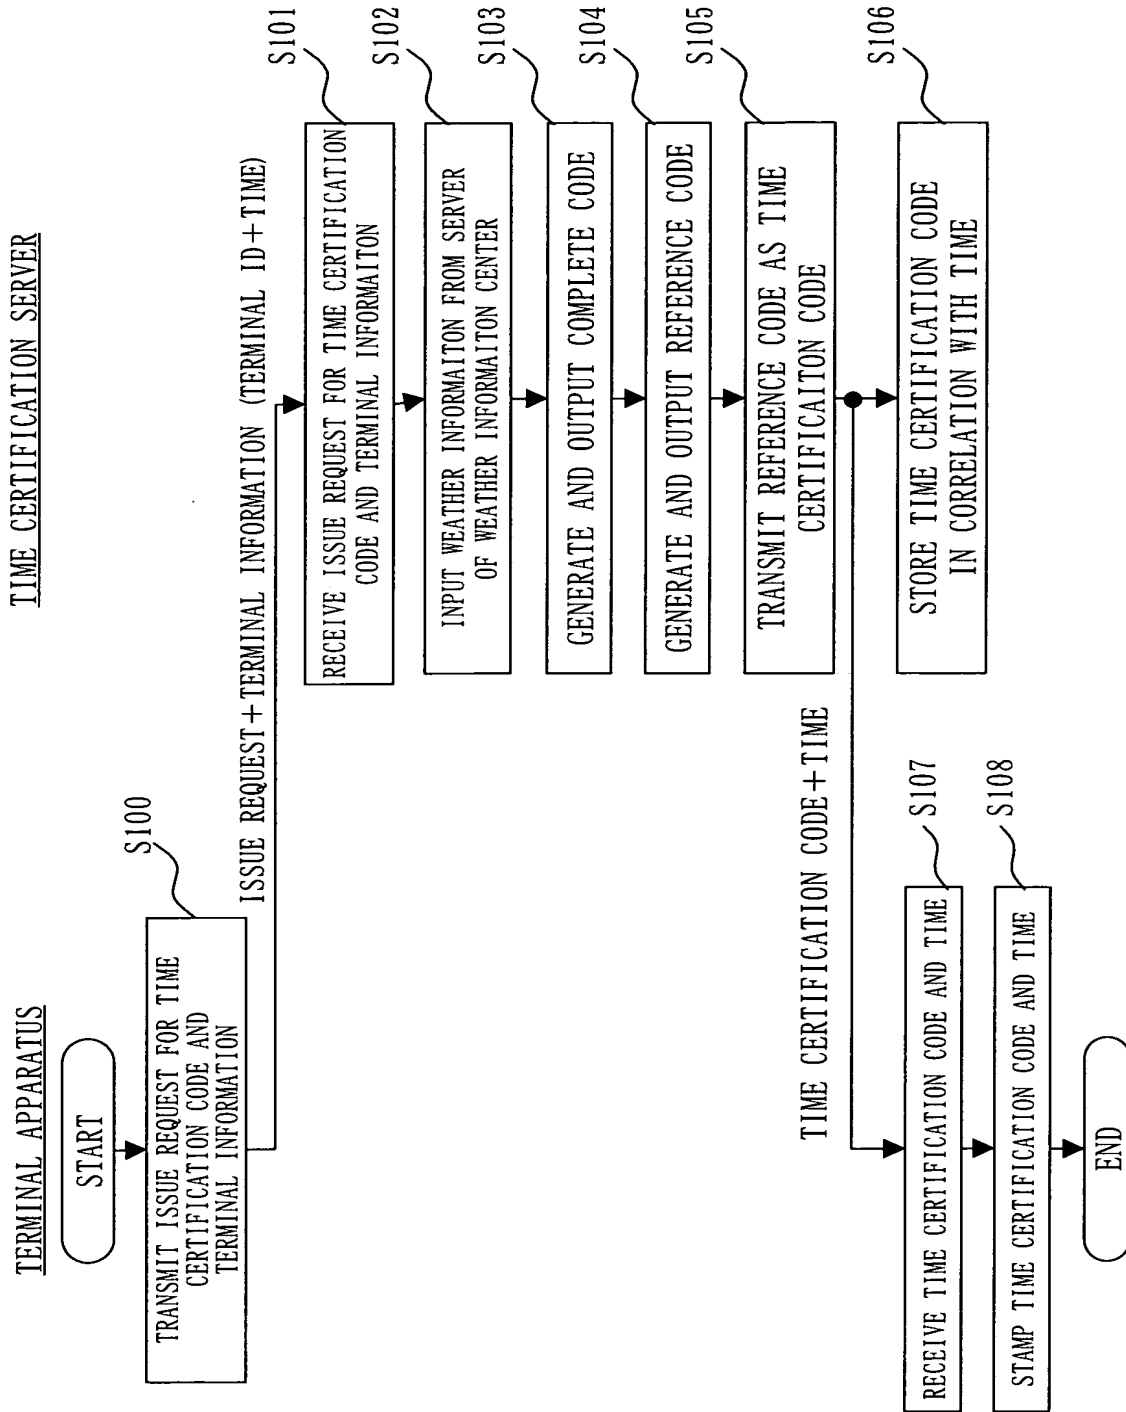 TERMINAL APPARATUS
TIME CERTIFICATION SERVER
START
S100
TRANSMIT ISSUE REQUEST FOR TIME
CERTIFICATION CODE AND
TERMINAL INFORMATION
ISSUE REQUEST+TERMINAL INFORMATION (TERMINAL ID+TIME)
S101
RECEIVE ISSUE REQUEST FOR TIME CERTIFICATION
CODE AND TERMINAL INFORMAITON
S102
INPUT WEATHER INFORMAITON FROM SERVER
OF WEATHER INFORMAITON CENTER
S103
GENERATE AND OUTPUT COMPLETE CODE
S104
GENERATE AND OUTPUT REFERENCE CODE
S105
TRANSMIT REFERENCE CODE AS TIME
CERTIFICAITON CODE
TIME CERTIFICATION CODE+TIME
S106
STORE TIME CERTIFICATION CODE
IN CORRELATION WITH TIME
S107
RECEIVE TIME CERTIFICATION CODE AND TIME
S108
STAMP TIME CERTIFICATION CODE AND TIME
END